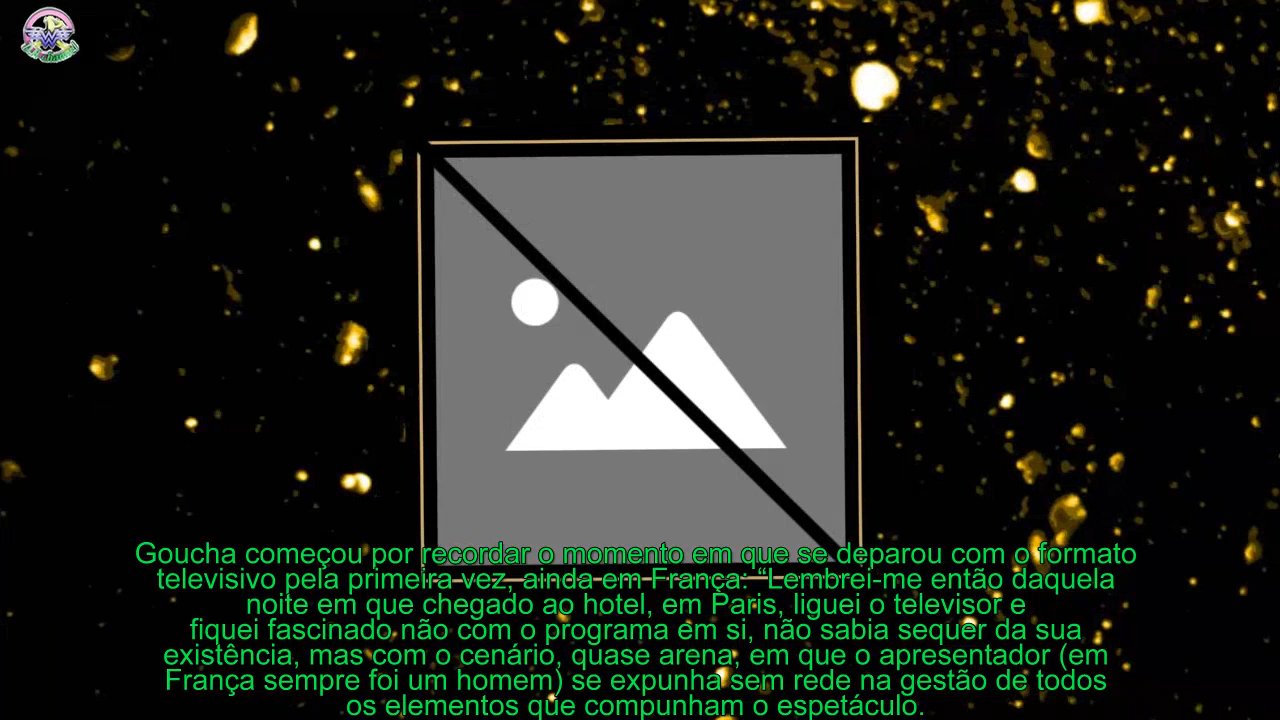 Goucha começou por recordar o momento em que se deparou com o formato
televisivo pela primeira vez, ainda em França: “Lembrei-me então daquela
noite em que chegado ao hotel, em Paris, liguei o televisor e
fiquei fascinado não com o programa em si, não sabia sequer da sua
existência, mas com o cenário, quase arena, em que o apresentador (em
França sempre foi um homem) se expunha sem rede na gestão de todos
os elementos que compunham o espetáculo.